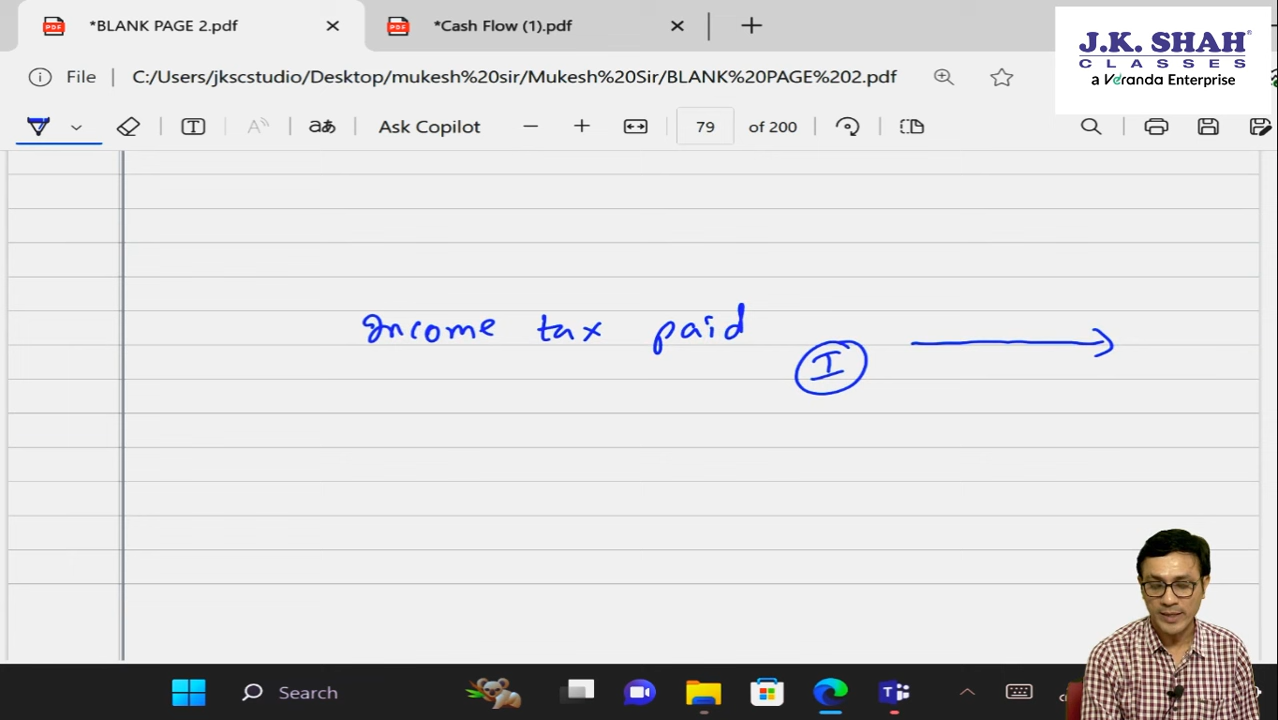 *BLANK PAGE 2.pdf
*Cash Flow (1).pdf
J.K. SHAH
CLASSES
a Veranda Enterprise
File
C:/Users/jkscstudio/Desktop/mukesh%20sir/Mukesh%20Sir/BLANK%20PAGE%202.pdf
Ask Copilot
79 of 200
Income tax paid
I
Search